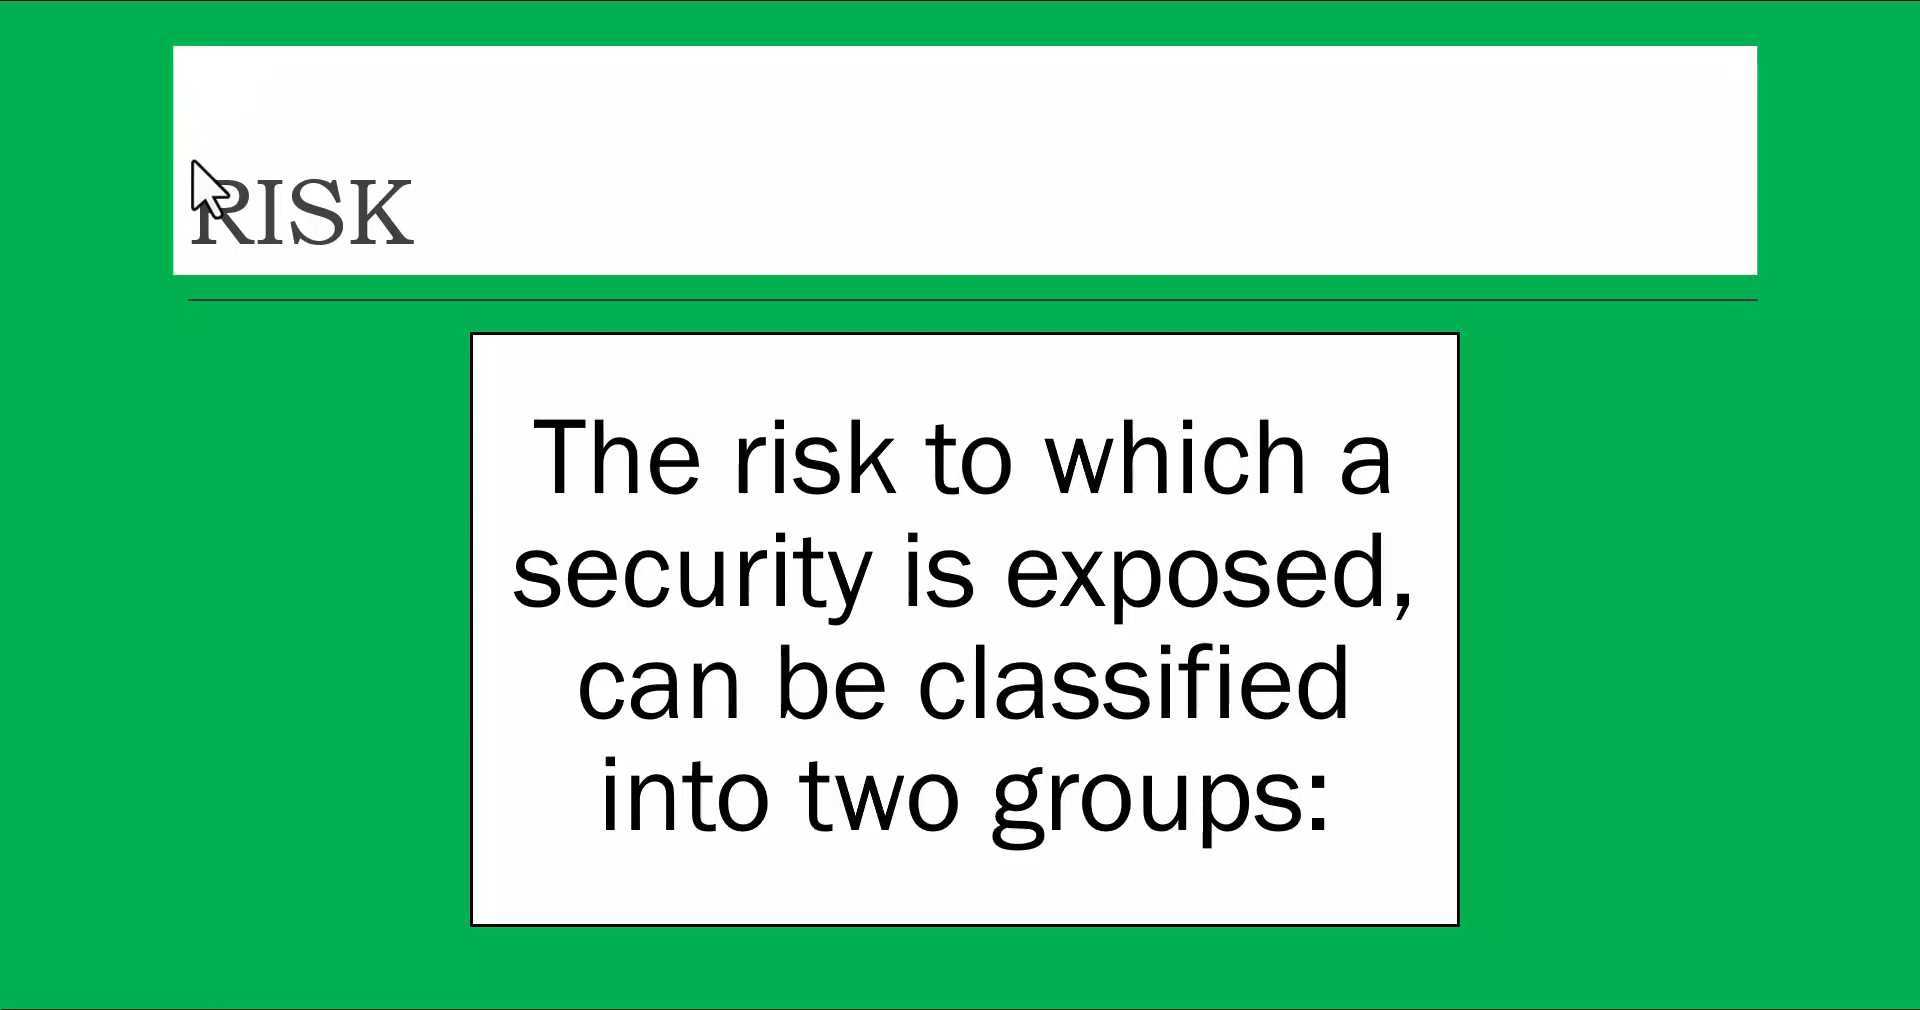 RISK
The risk to which a
security is exposed,
can be classified
into two groups: